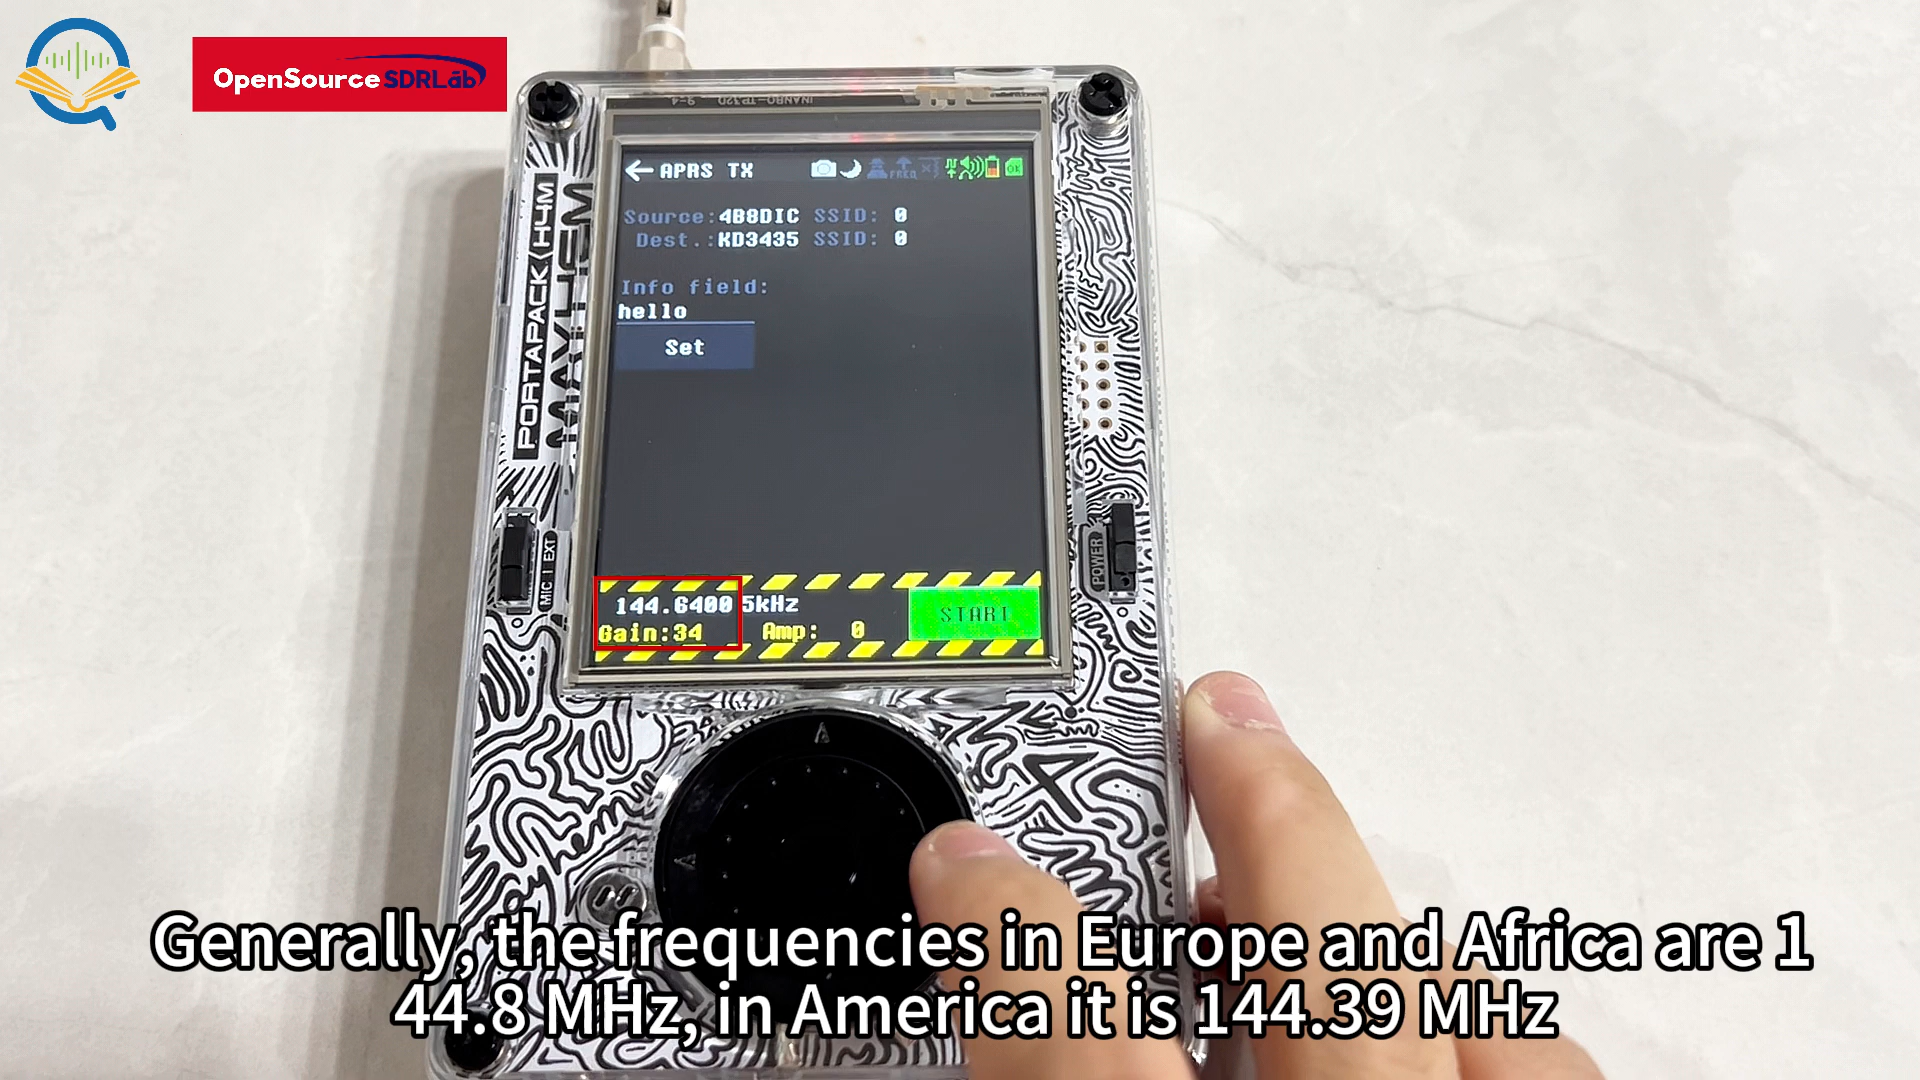 OpenSource SDRLab
APRS TX
Source:4B8DIC SSID: 0
Dest.:KD3435 SSID: 0
Info field:
hello
Set
144.6400 5kHz
Gain:34 Amp: 0
START
PORTAPACK(H4M
MAYHEM
MIC | EXT
POWER
Generally, the frequencies in Europe and Africa are 1
44.8 MHz, in America it is 144.39 MHz